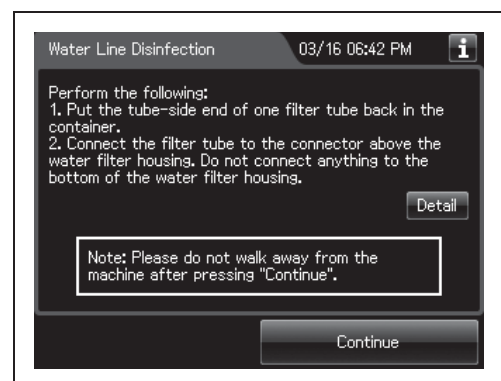 Water Line Disinfection 03/16 06:42 PM i
Perform the following:
1. Put the tube-side end of one filter tube back in the
container.
2. Connect the filter tube to the connector above the
water filter housing. Do not connect anything to the
bottom of the water filter housing.
Detail
Note: Please do not walk away from the
machine after pressing "Continue".
Continue